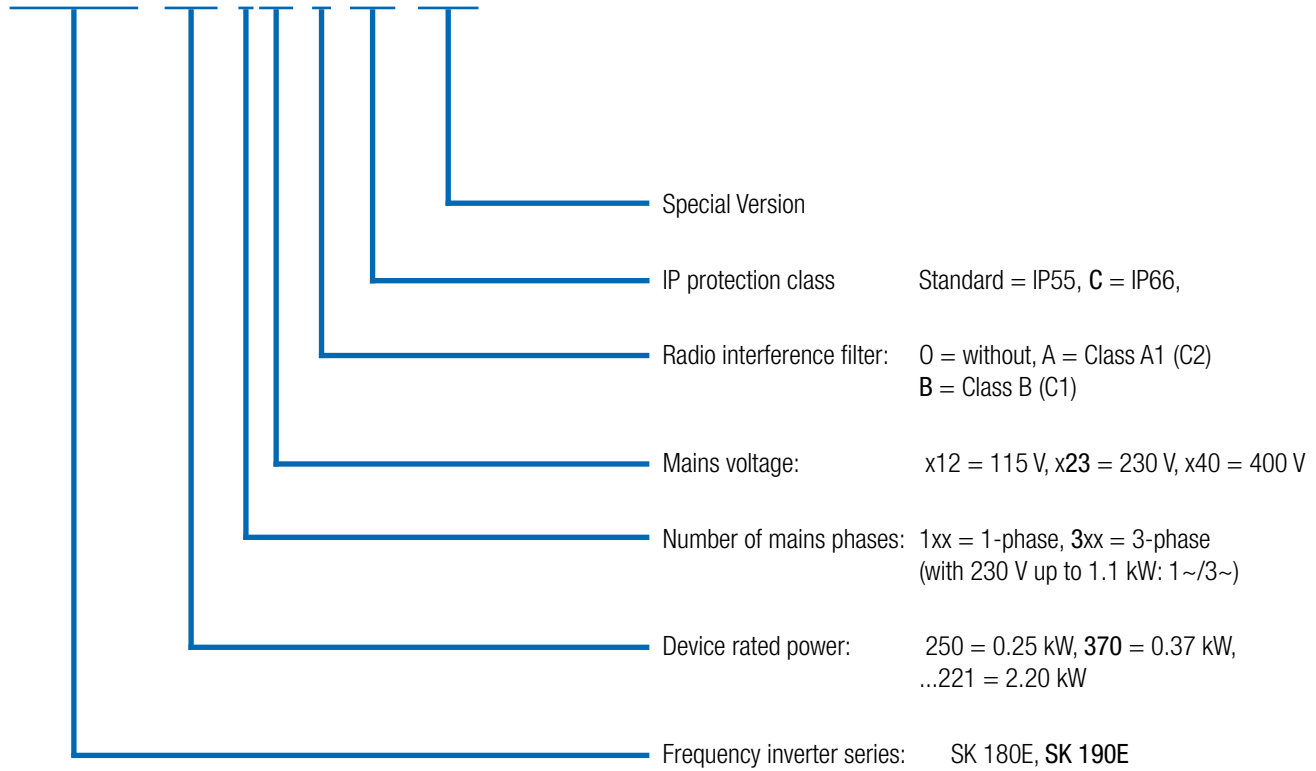 Special Version
IP protection class Standard = IP55, C = IP66,
Radio interference filter: O = without, A = Class A1 (C2)
B = Class B (C1)
Mains voltage: x12 = 115 V, x23 = 230 V, x40 = 400 V
Number of mains phases: 1xx = 1-phase, 3xx = 3-phase
(with 230 V up to 1.1 kW: 1~/3~)
Device rated power: 250 = 0.25 kW, 370 = 0.37 kW,
...221 = 2.20 kW
Frequency inverter series: SK 180E, SK 190E